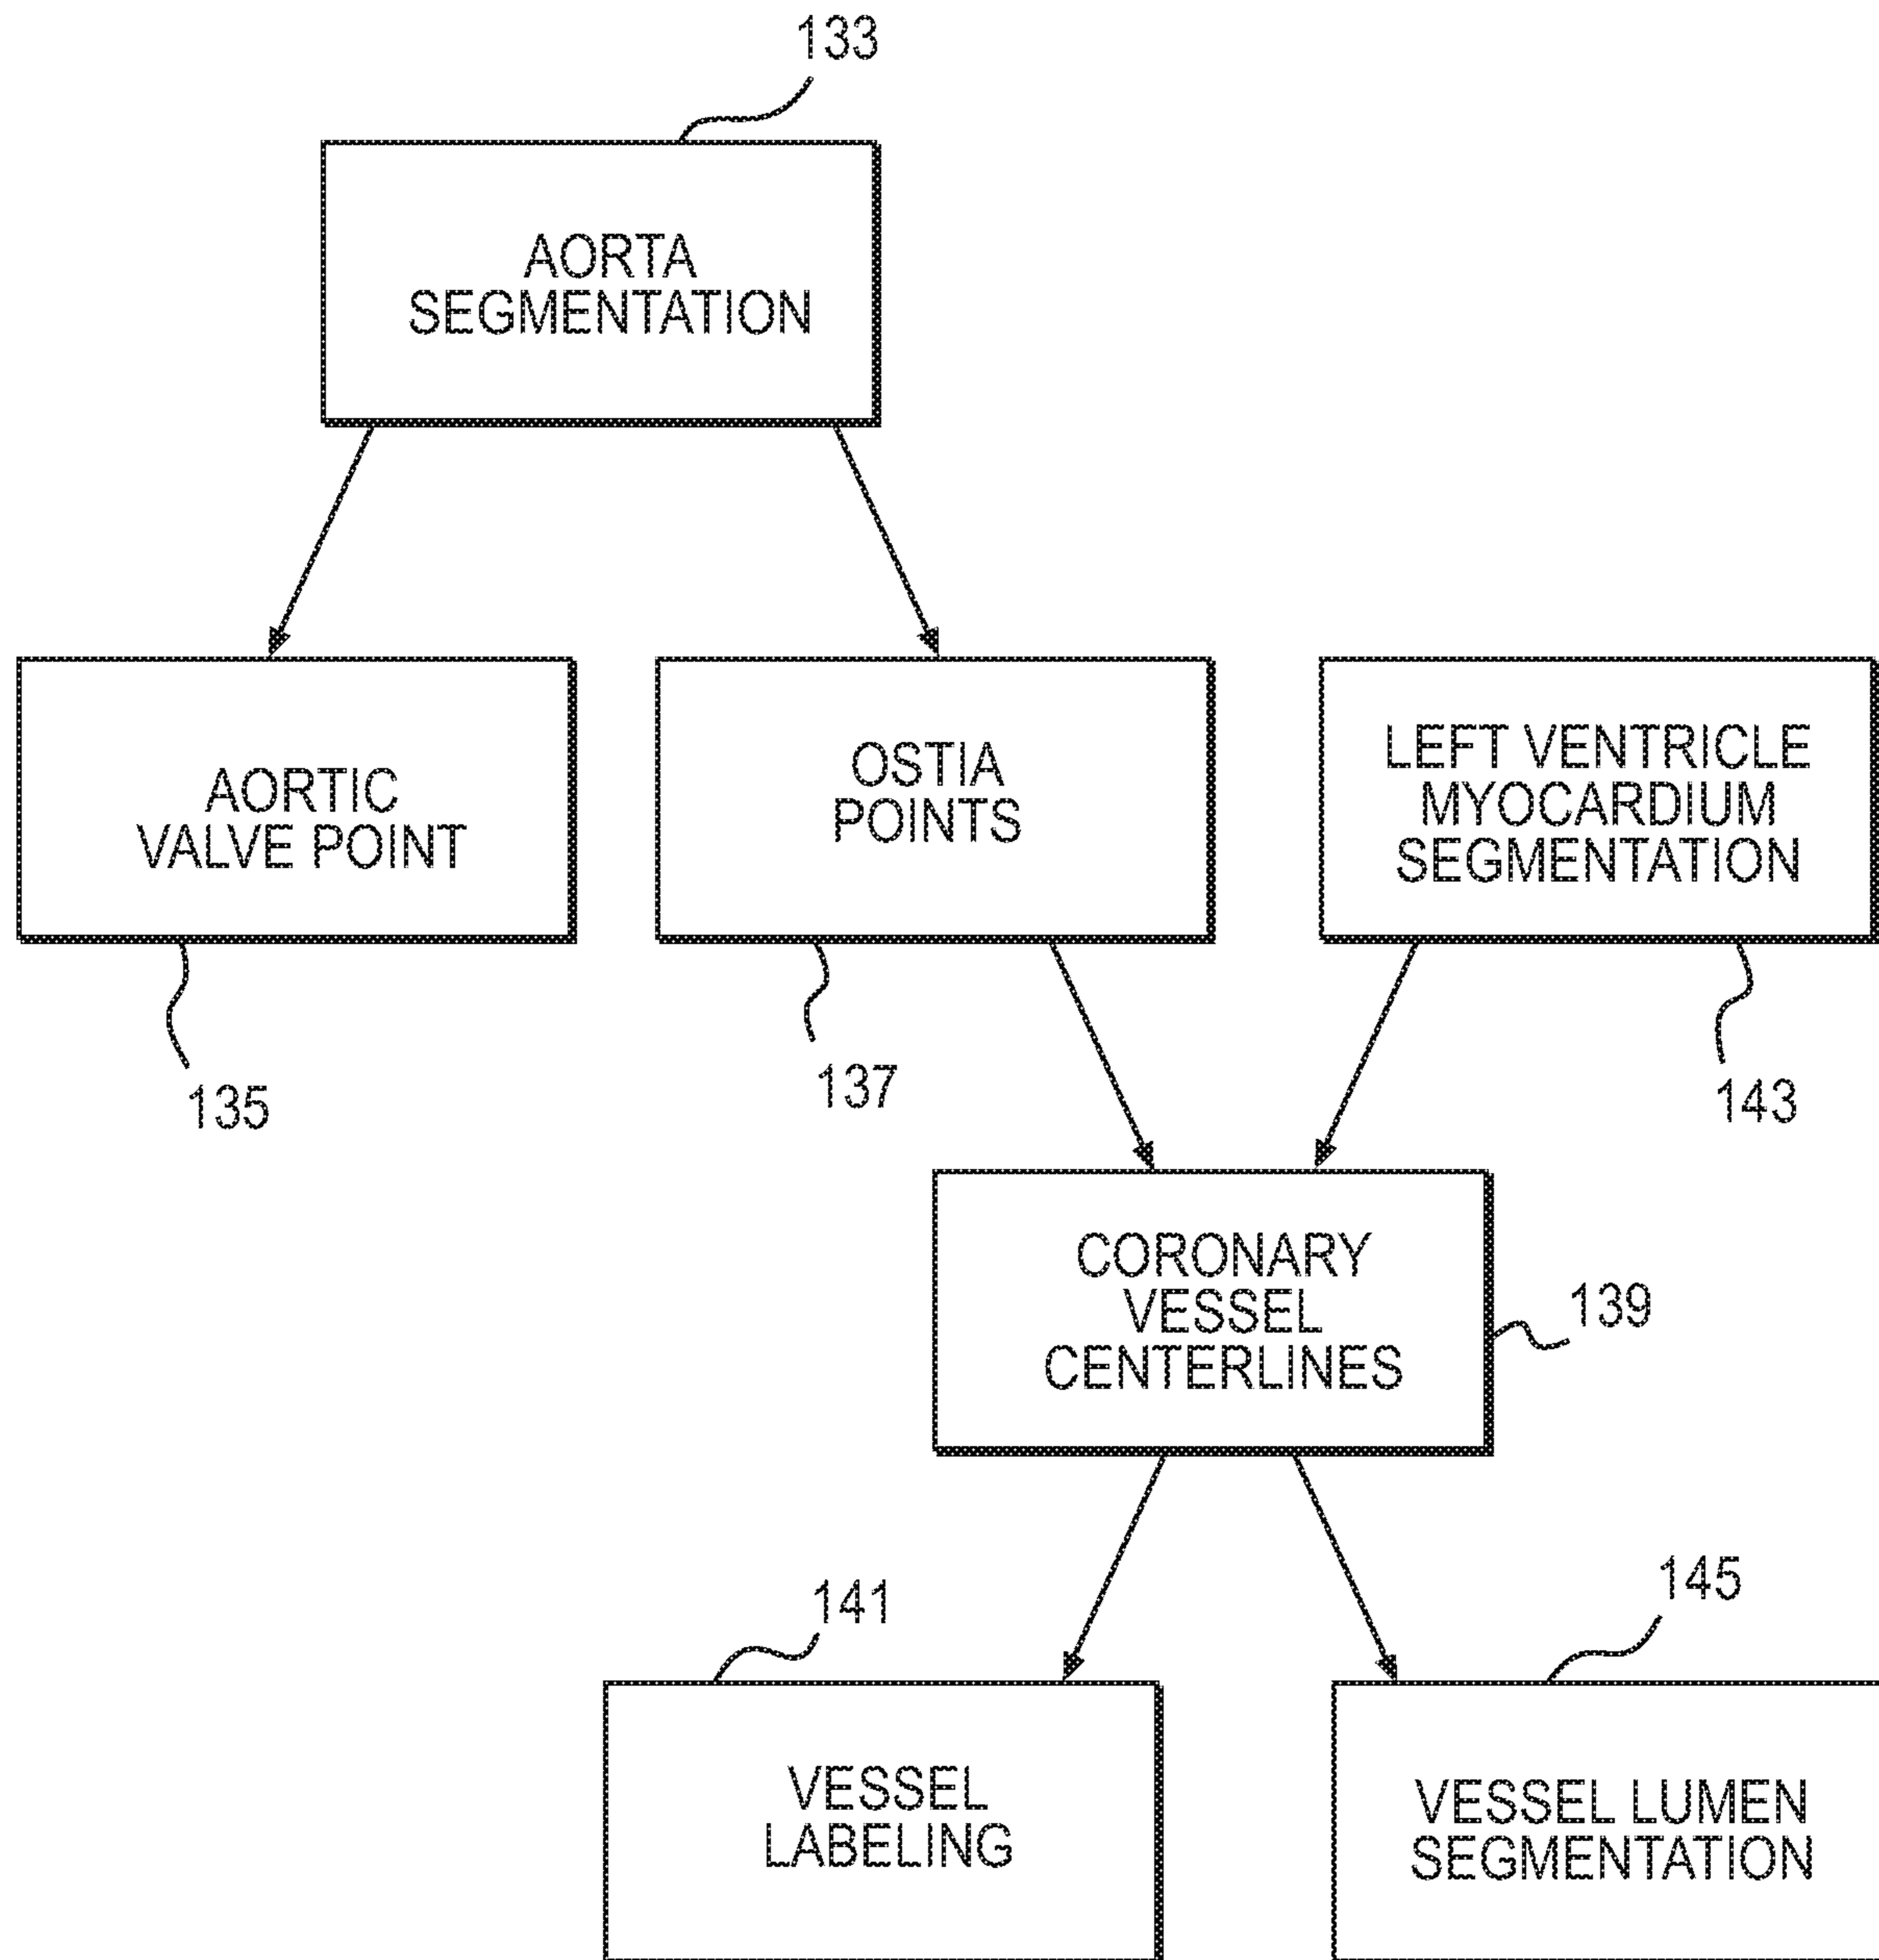 133
AORTA
SEGMENTATION
AORTIC
VALVE POINT
OSTIA
POINTS
LEFT VENTRICLE
MYOCARDIUM
SEGMENTATION
135
137
143
CORONARY
VESSEL
CENTERLINES
139
141
145
VESSEL
LABELING
VESSEL LUMEN
SEGMENTATION